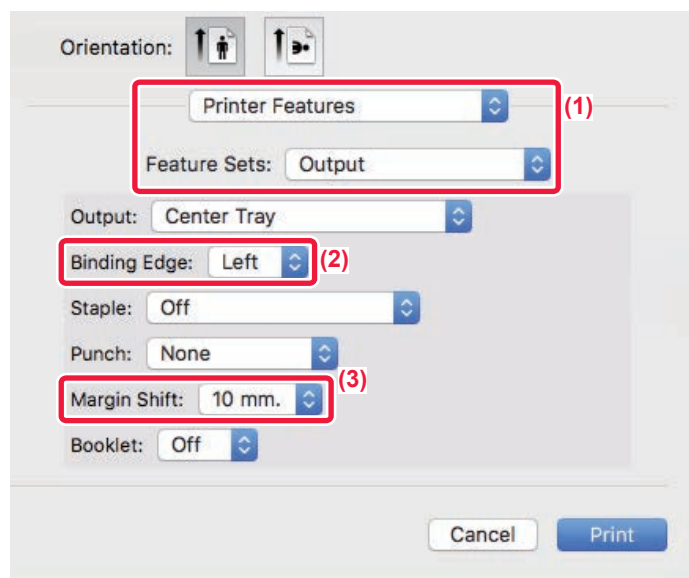 Orientation:
Printer Features (1)
Feature Sets: Output
Output: Center Tray
Binding Edge: Left (2)
Staple: Off
Punch: None
(3)
Margin Shift: 10 mm.
Booklet: Off
Cancel Print